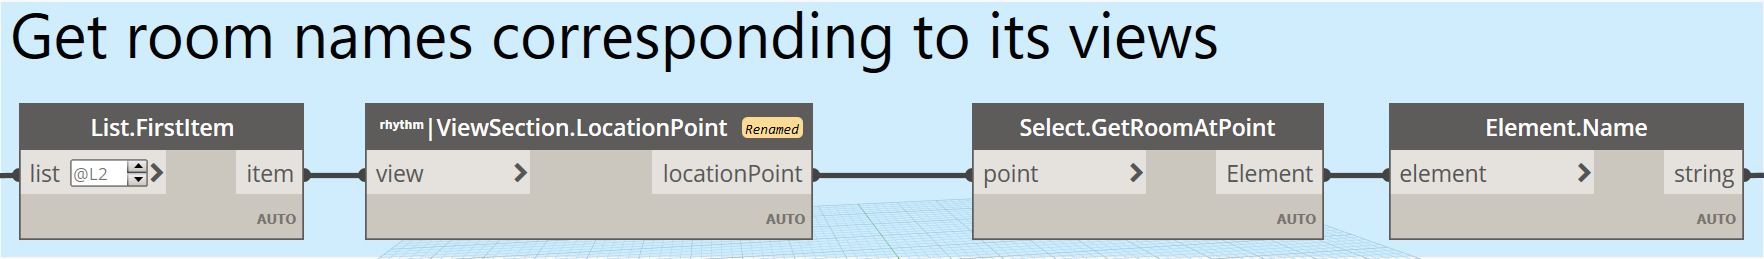 Get room names corresponding to its views
List.FirstItem
list @L2 item
AUTO
rhythm|ViewSection.LocationPoint Renamed
view locationPoint
AUTO
Select.GetRoomAtPoint
point Element
AUTO
Element.Name
element string
AUTO